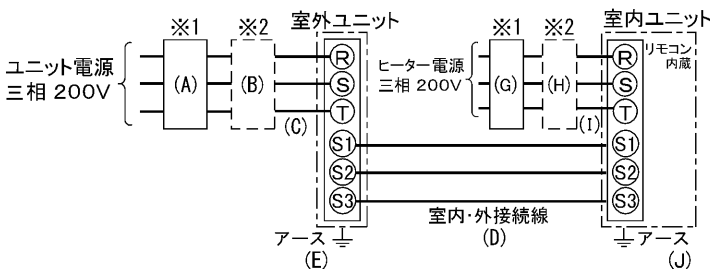 ※1
※2
室外ユニット
ユニット電源
三相 200V
(A)
(B)
(C)
R
S
T
S1
S2
S3
アース
(E)
※1
※2
室内ユニット
ヒーター電源
三相 200V
(G)
(H)
(I)
R
S
T
S1
S2
S3
リモコン
内蔵
室内・外接続線
(D)
アース
(J)